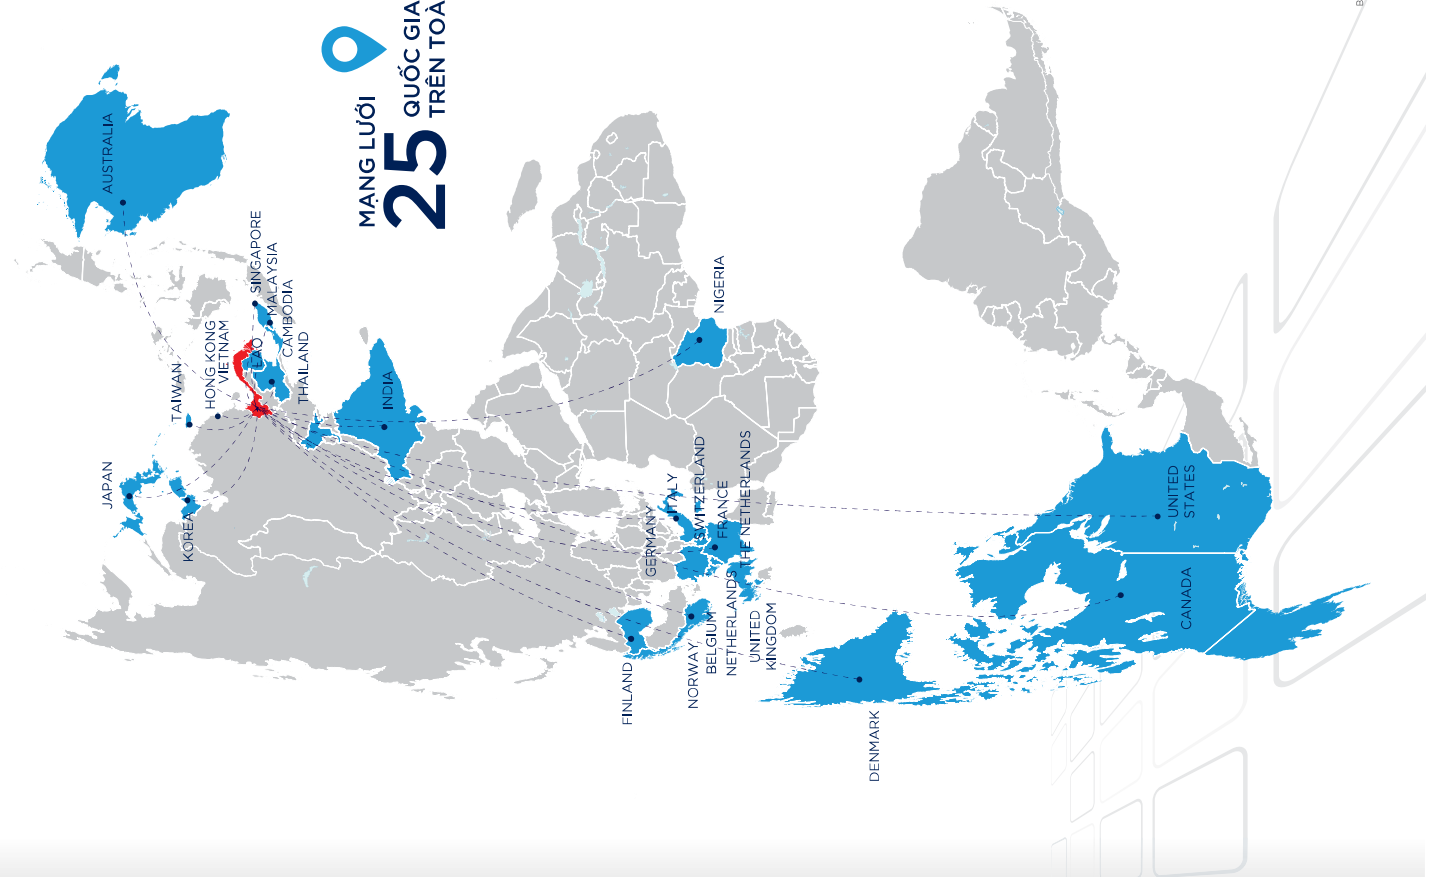 JAPAN
AUSTRALIA
TAIWAN
KOREA
HONG KONG
VIETNAM
SINGAPORE
LAO
MALAYSIA
CAMBODIA
THAILAND
MẠNG LƯỚI
25
QUỐC GIA
TRÊN TOÀ
INDIA
FINLAND
GERMANY
ITALY
NORWAY
SWITZERLAND
BELGIUM
FRANCE
NIGERIA
NETHERLANDS
THE NETHERLANDS
UNITED
KINGDOM
DENMARK
UNITED
STATES
CANADA